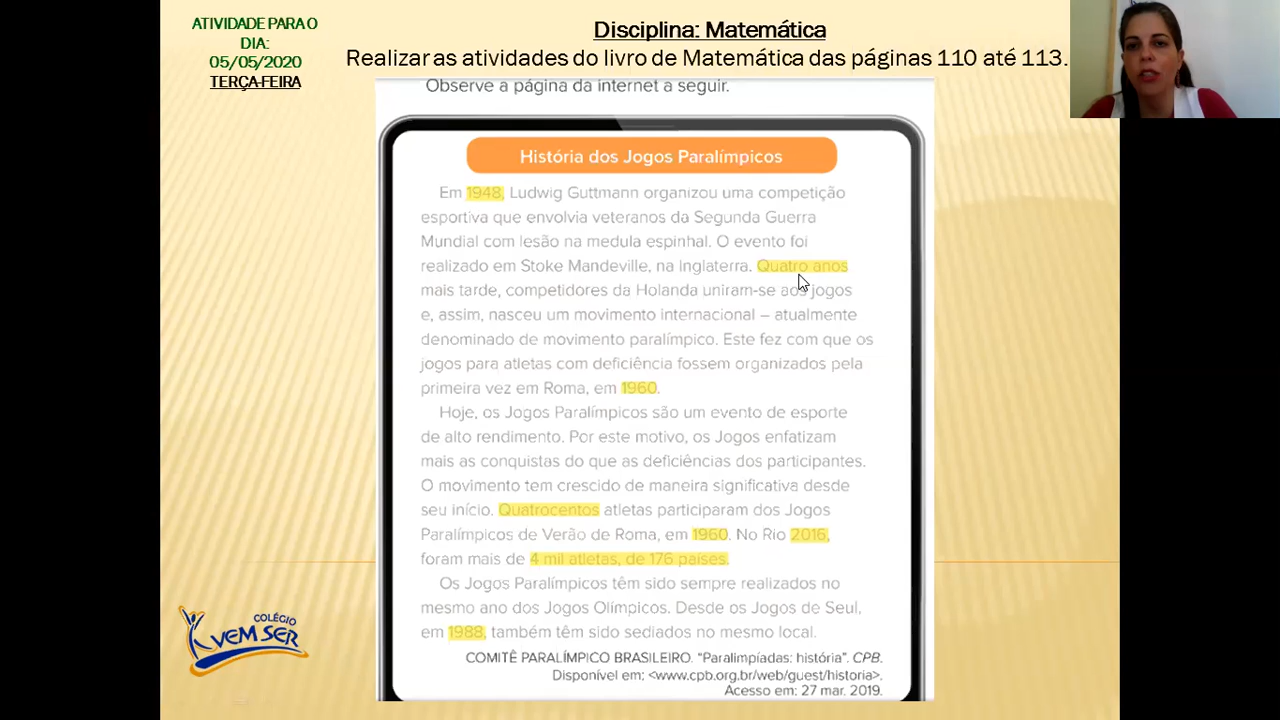 ATIVIDADE PARA O
DIA:
05/05/2020
TERÇA-FEIRA
Disciplina: Matemática
Realizar as atividades do livro de Matemática das páginas 110 até 113.
Observe a página da internet a seguir.
História dos Jogos Paralímpicos
Em 1948, Ludwig Guttmann organizou uma competição
esportiva que envolvia veteranos da Segunda Guerra
Mundial com lesão na medula espinhal. O evento foi
realizado em Stoke Mandeville, na Inglaterra. Quatro anos
mais tarde, competidores da Holanda uniram-se aos jogos
e, assim, nasceu um movimento internacional – atualmente
denominado de movimento paralímpico. Este fez com que os
jogos para atletas com deficiência fossem organizados pela
primeira vez em Roma, em 1960.
Hoje, os Jogos Paralímpicos são um evento de esporte
de alto rendimento. Por este motivo, os Jogos enfatizam
mais as conquistas do que as deficiências dos participantes.
O movimento tem crescido de maneira significativa desde
seu início. Quatrocentos atletas participaram dos Jogos
Paralímpicos de Verão de Roma, em 1960. No Rio 2016,
foram mais de 4 mil atletas, de 176 países.
Os Jogos Paralímpicos têm sido sempre realizados no
mesmo ano dos Jogos Olímpicos. Desde os Jogos de Seul,
em 1988, também têm sido sediados no mesmo local.
COMITÊ PARALÍMPICO BRASILEIRO. “Paralimpíadas: história”. CPB.
Disponível em: <www.cpb.org.br/web/guest/historia>.
Acesso em: 27 mar. 2019.
COLÉGIO
VEM SER